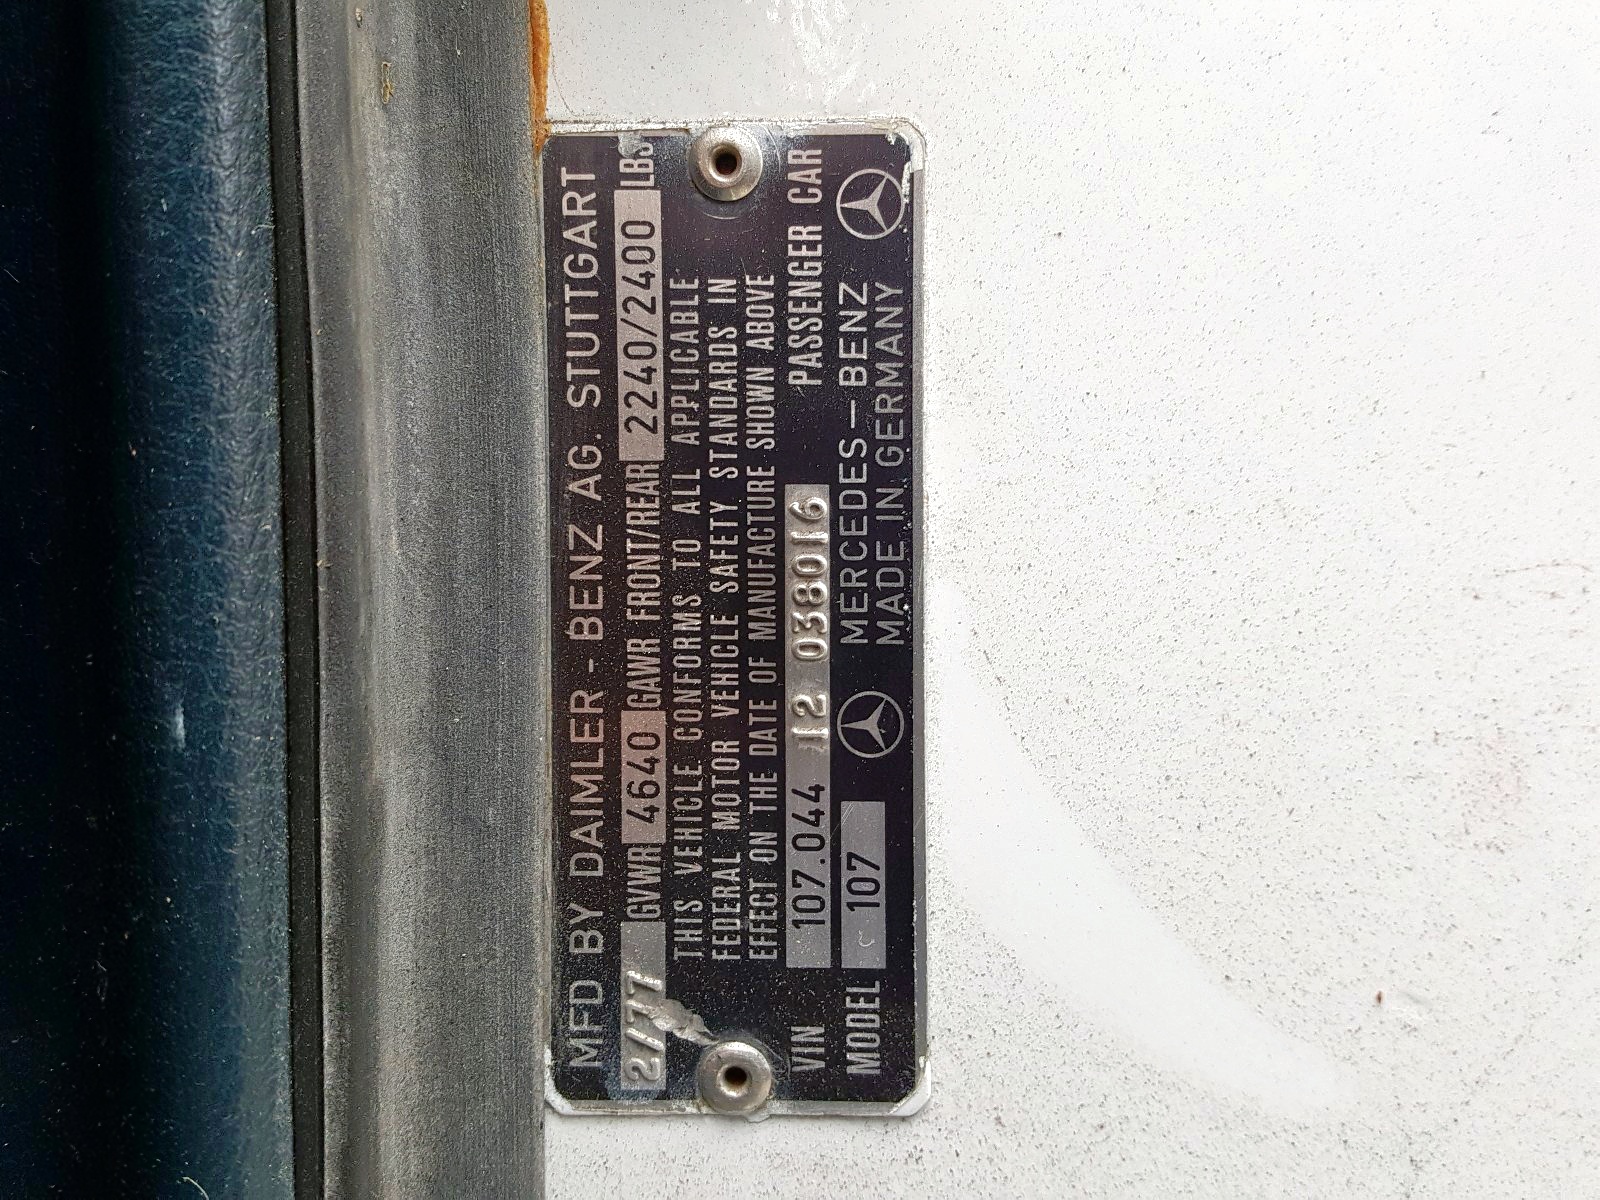 MFD BY DAIMLER - BENZ AG. STUTTGART
2/77 GVWR 4640 GAWR FRONT/REAR 2240/2400 LBS
THIS VEHICLE CONFORMS TO ALL APPLICABLE
FEDERAL MOTOR VEHICLE SAFETY STANDARDS IN
EFFECT ON THE DATE OF MANUFACTURE SHOWN ABOVE
VIN 107.044 12 038016 PASSENGER CAR
MODEL C 107 MERCEDES-BENZ
MADE IN GERMANY